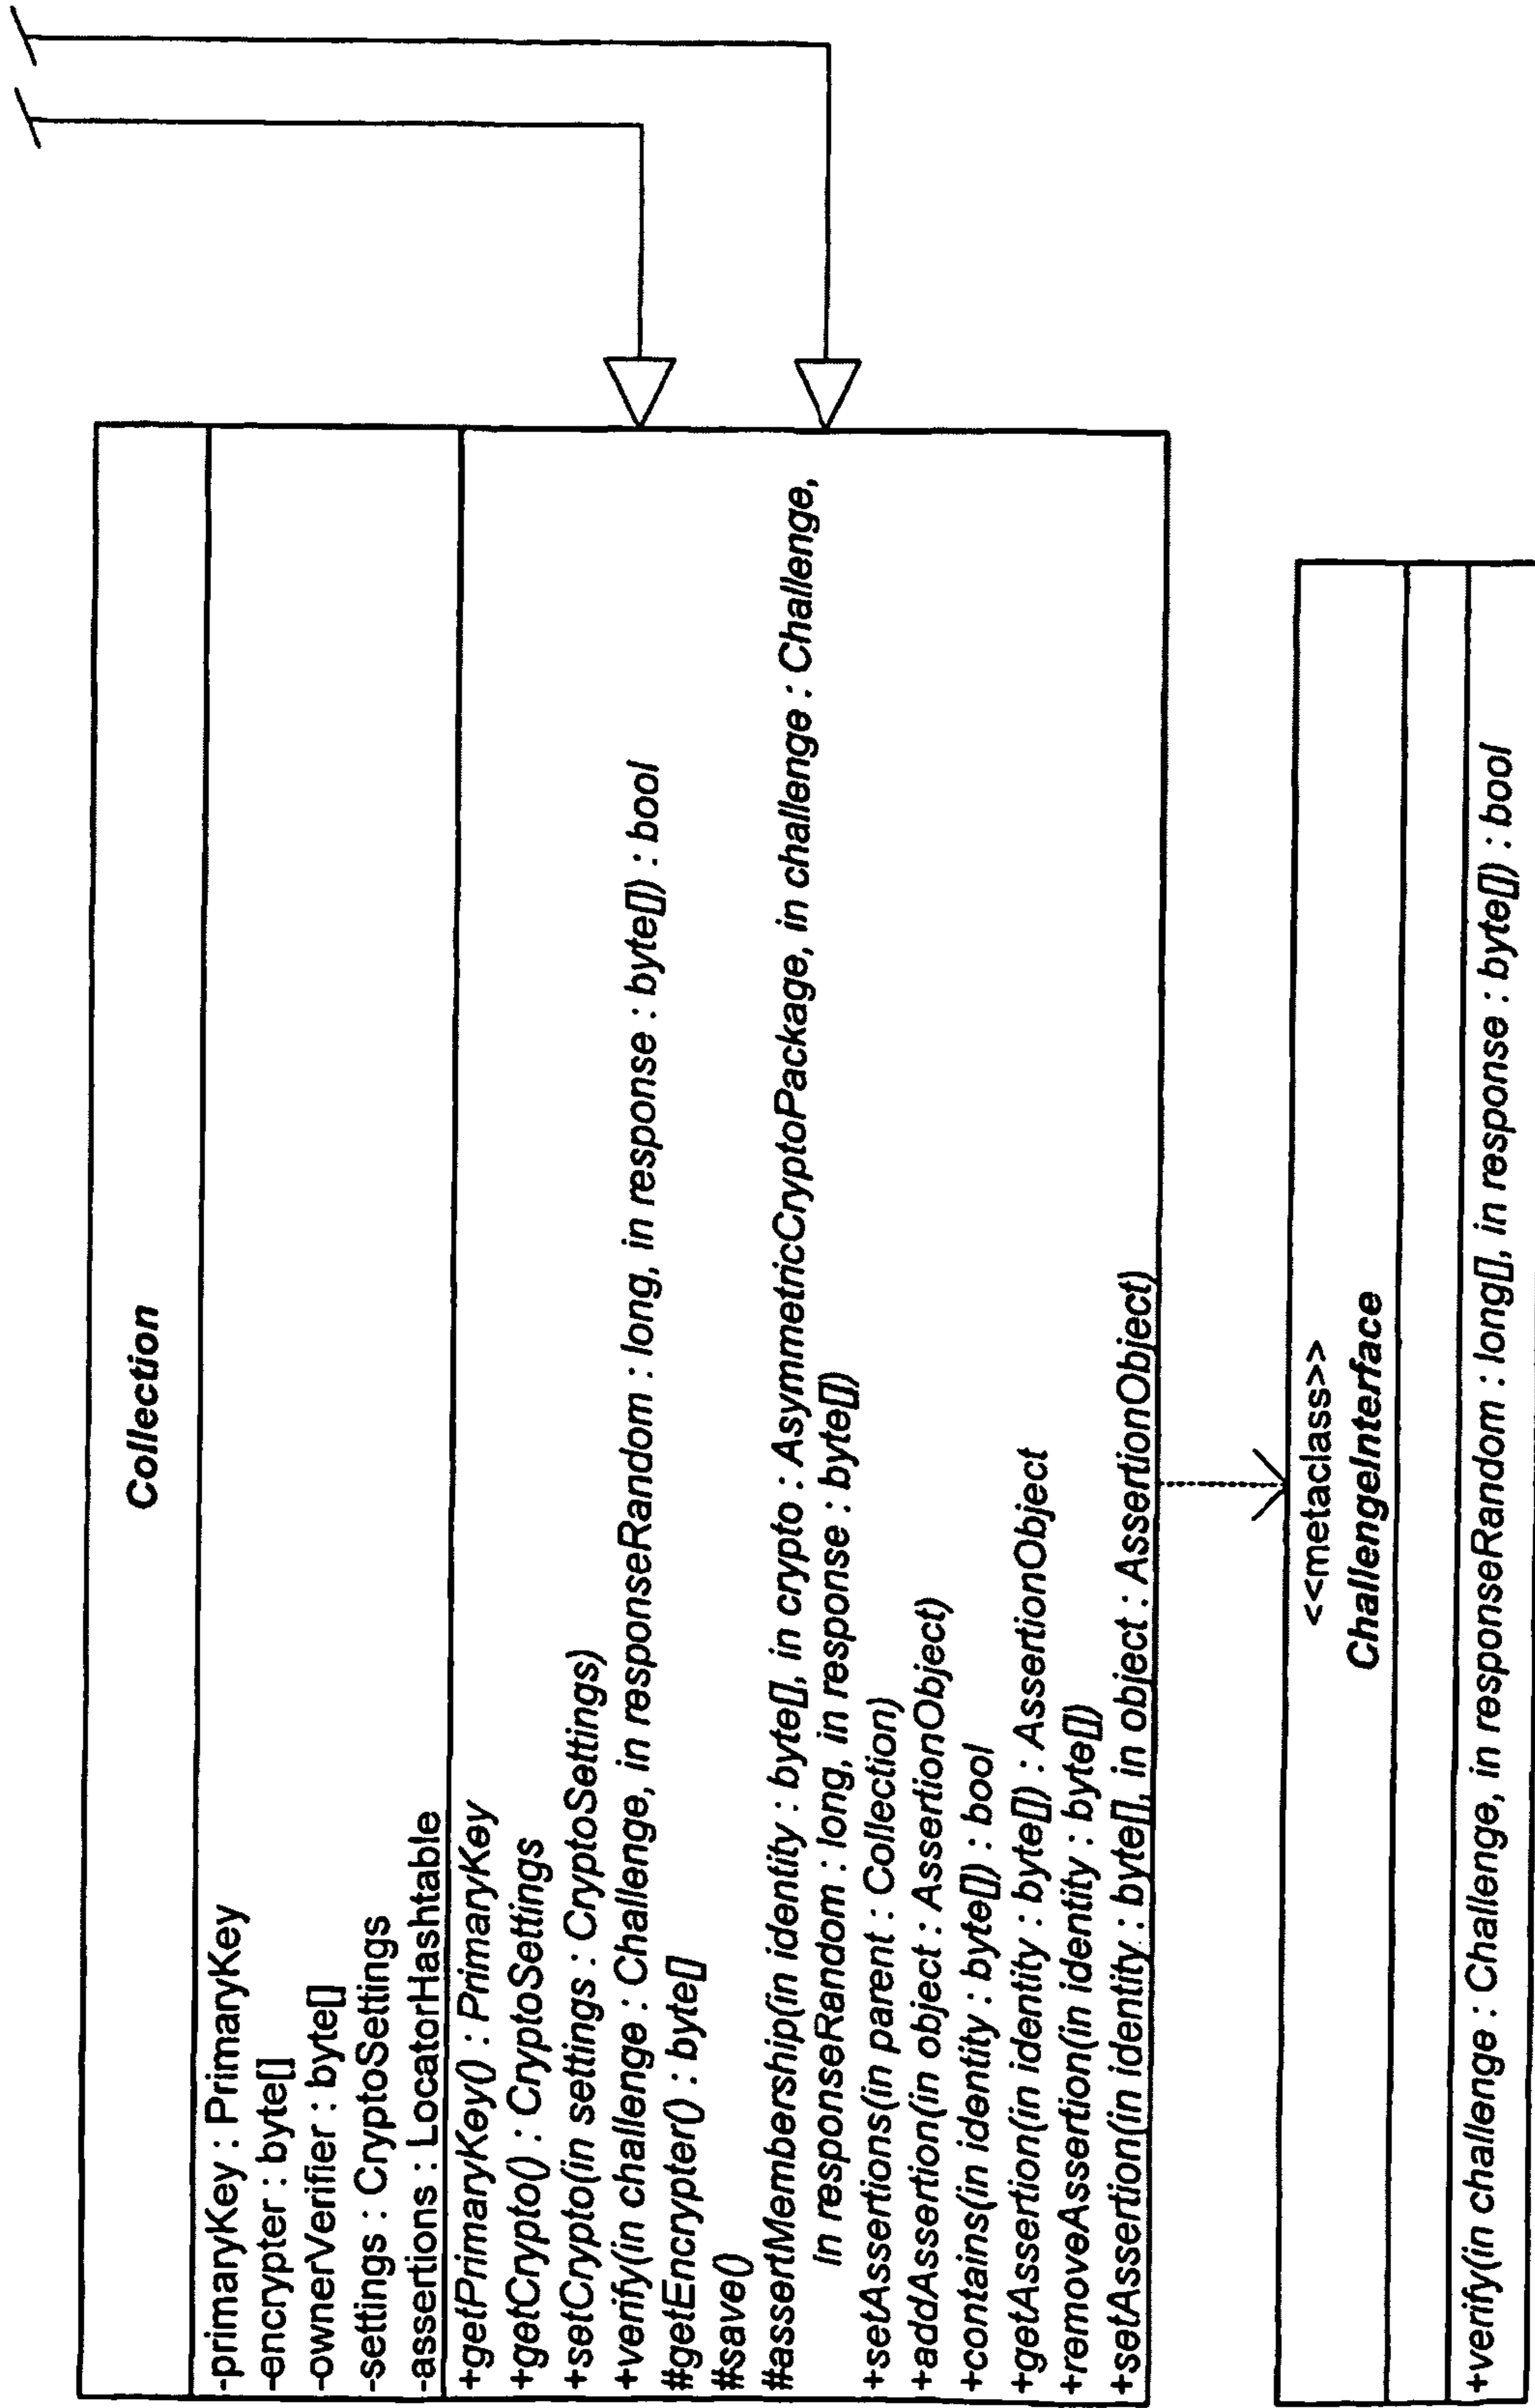 Collection
-primaryKey : PrimaryKey
-encrypter : byte[]
-ownerVerifier : byte[]
-settings : CryptoSettings
-assertions : LocatorHashtable
+getPrimaryKey() : PrimaryKey
+getCrypto() : CryptoSettings
+setCrypto(in settings : CryptoSettings)
+verify(in challenge : Challenge, in responseRandom : long, in response : byte[]) : bool
#getEncrypter() : byte[]
#save()
#assertMembership(in identity : byte[], in crypto : AsymmetricCryptoPackage, in challenge : Challenge,
In responseRandom : long, in response : byte[])
+setAssertions(in parent : Collection)
+addAssertion(in object : AssertionObject)
+contains(in identity : byte[]) : bool
+getAssertion(in identity : byte[]) : AssertionObject
+removeAssertion(in identity : byte[])
+setAssertion(in identity : byte[], in object : AssertionObject)
<<metaclass>>
ChallengeInterface
+verify(in challenge : Challenge, in responseRandom : long[], in response : byte[]) : bool